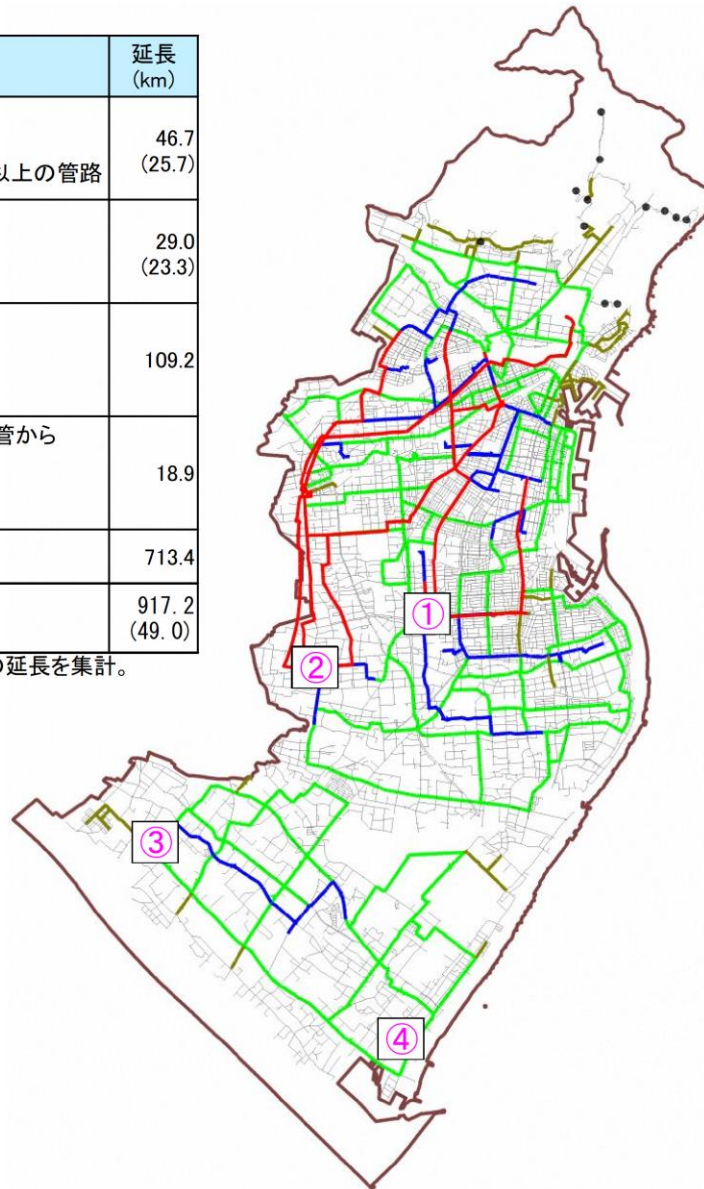 延長
(km)
46.7
以上の管路
(25.7)
29.0
(23.3)
109.2
管から
18.9
713.4
917.2
(49.0)
の延長を集計。
①
②
③
④